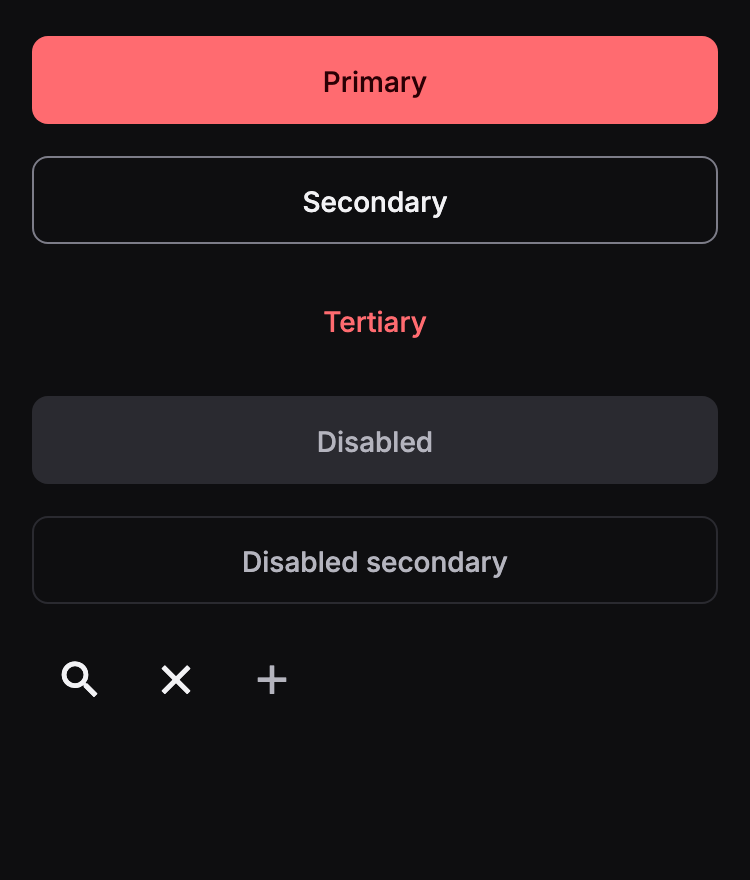 Primary
Secondary
Tertiary
Disabled
Disabled secondary